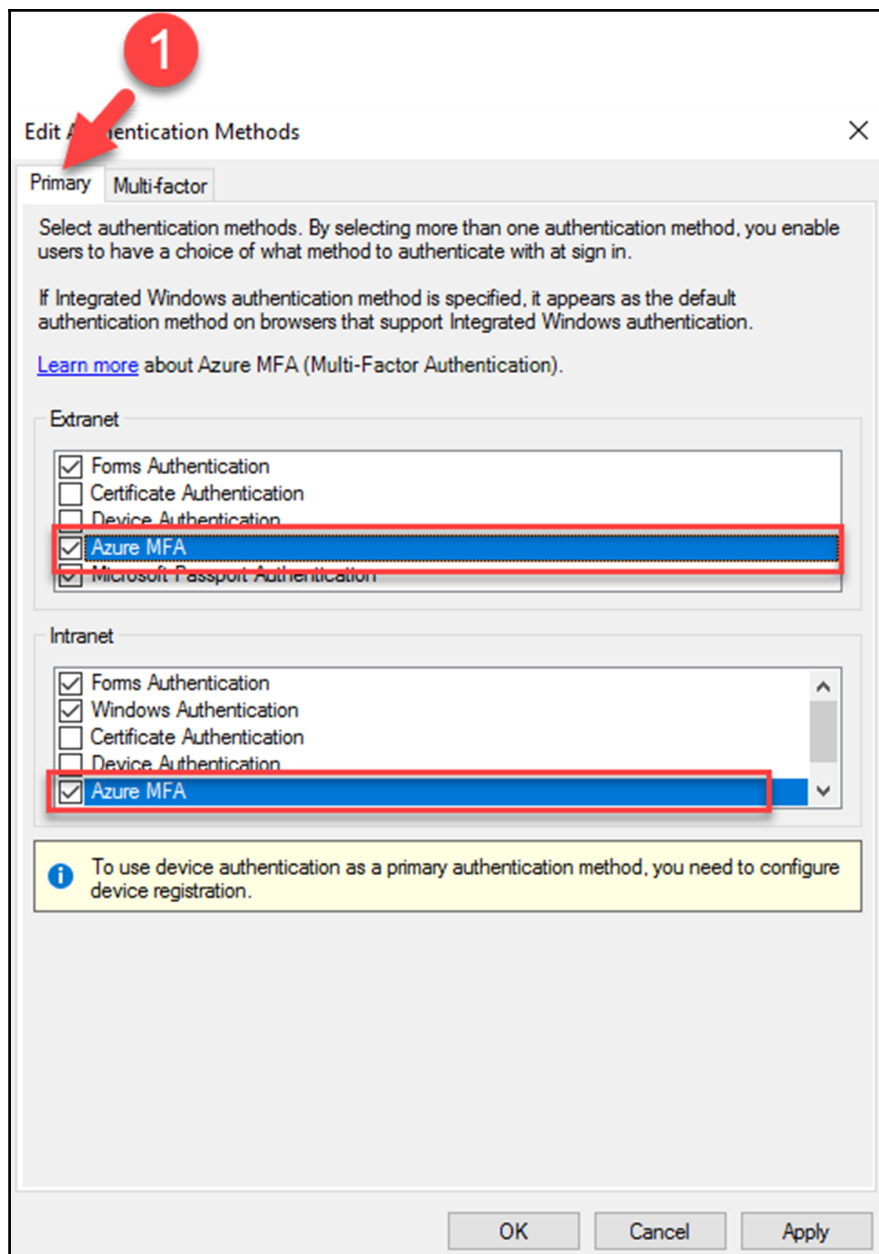 1
Edit Authentication Methods
Primary
Multi-factor
Select authentication methods. By selecting more than one authentication method, you enable
users to have a choice of what method to authenticate with at sign in.
If Integrated Windows authentication method is specified, it appears as the default
authentication method on browsers that support Integrated Windows authentication.
Learn more about Azure MFA (Multi-Factor Authentication).
Extranet
Forms Authentication
Certificate Authentication
Device Authentication
Azure MFA
Microsoft Passport Authentication
Intranet
Forms Authentication
Windows Authentication
Certificate Authentication
Device Authentication
Azure MFA
To use device authentication as a primary authentication method, you need to configure
device registration.
OK
Cancel
Apply